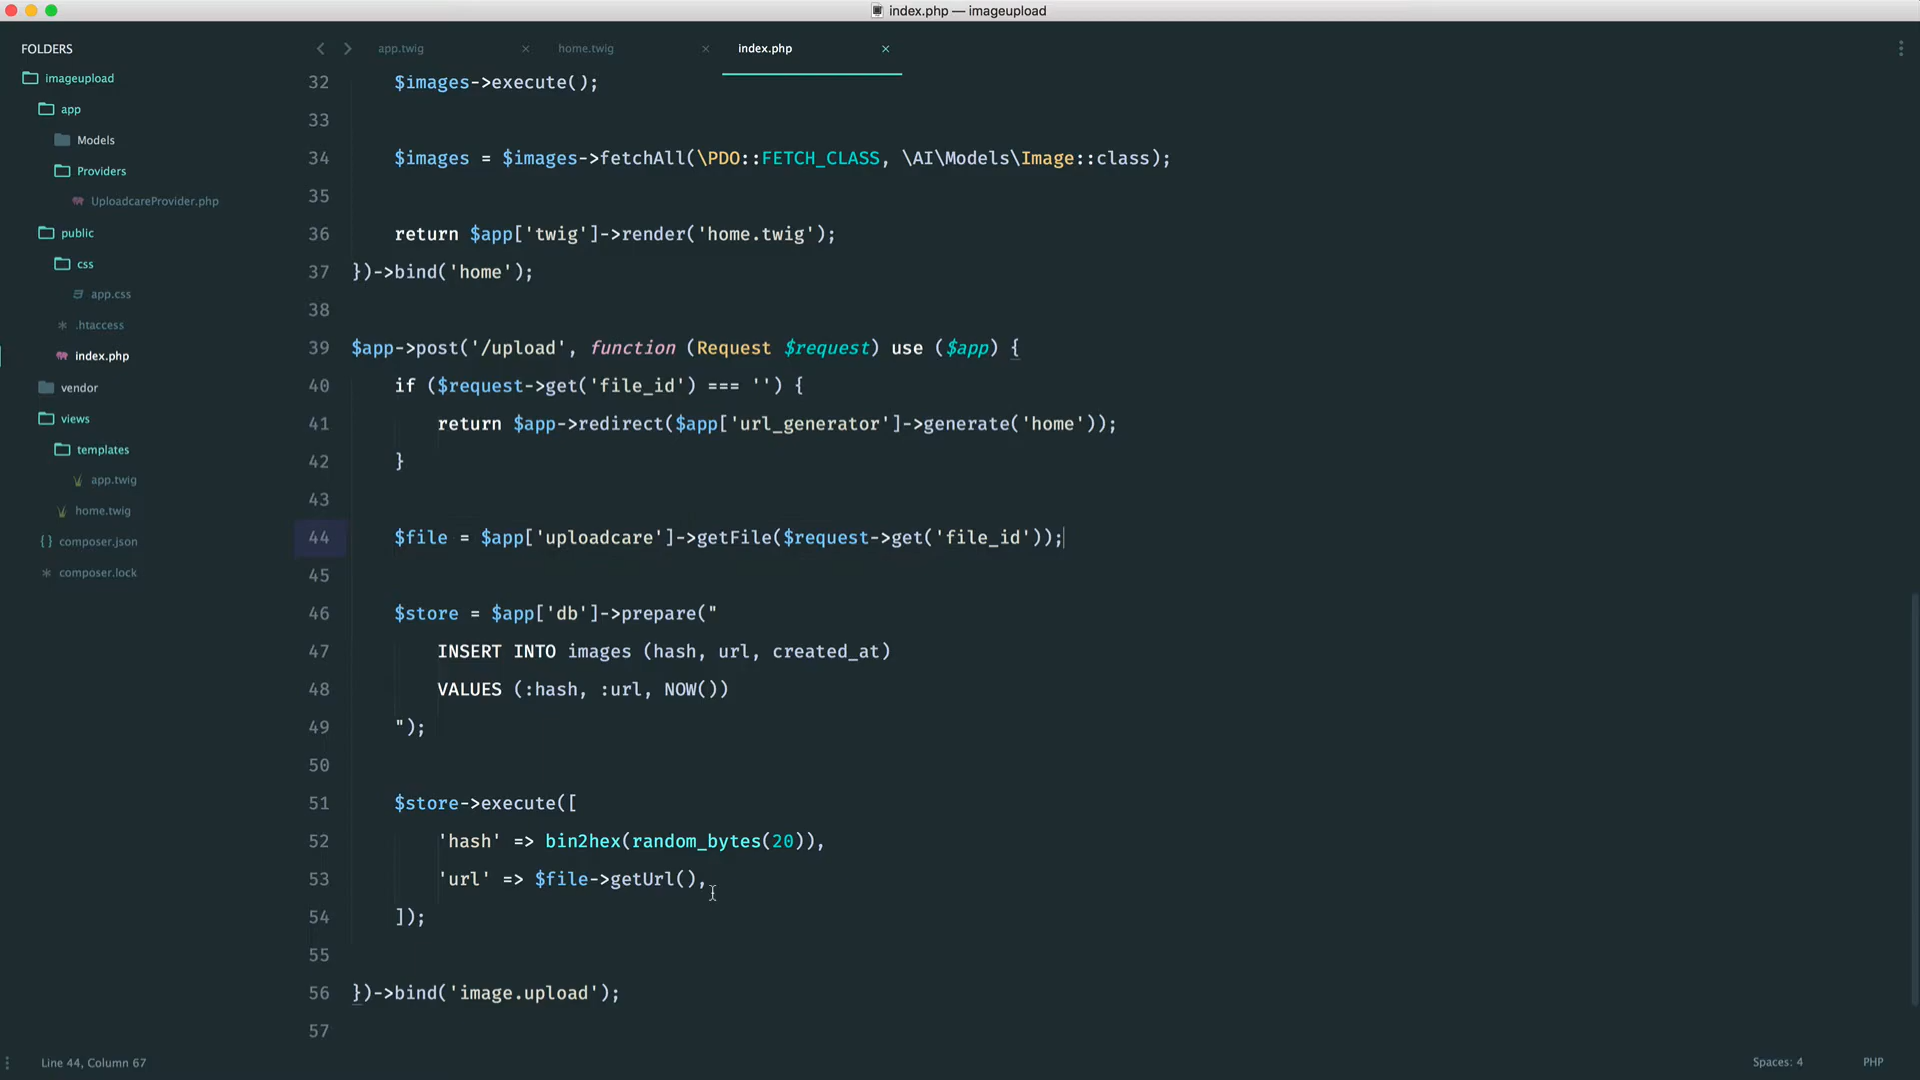 index.php — imageupload
FOLDERS
imageupload
app
Models
Providers
UploadcareProvider.php
public
css
app.css
.htaccess
index.php
vendor
views
templates
app.twig
home.twig
composer.json
composer.lock
app.twig
home.twig
index.php
32 $images->execute();
33
34 $images = $images->fetchAll(\PDO::FETCH_CLASS, \AI\Models\Image::class);
35
36 return $app['twig']->render('home.twig');
37 })->bind('home');
38
39 $app->post('/upload', function (Request $request) use ($app) {
40 if ($request->get('file_id') === '') {
41 return $app->redirect($app['url_generator']->generate('home'));
42 }
43
44 $file = $app['uploadcare']->getFile($request->get('file_id'));
45
46 $store = $app['db']->prepare("
47 INSERT INTO images (hash, url, created_at)
48 VALUES (:hash, :url, NOW())
49 ");
50
51 $store->execute([
52 'hash' => bin2hex(random_bytes(20)),
53 'url' => $file->getUrl(),
54 ]);
55
56 })->bind('image.upload');
57
Line 44, Column 67
Spaces: 4
PHP